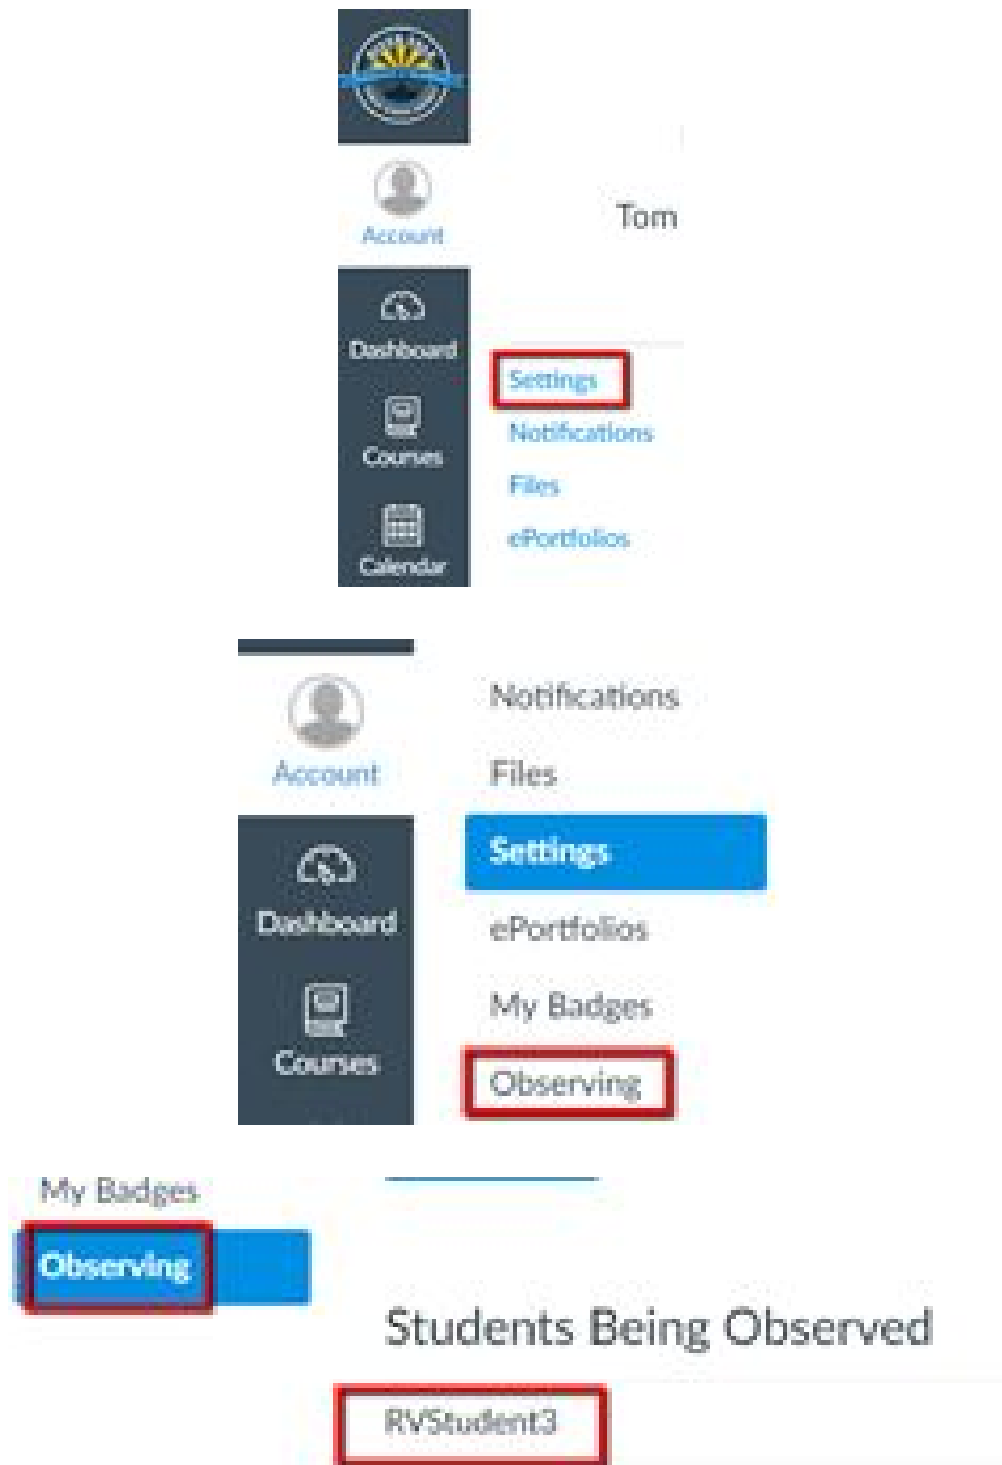 Account
Tom
Dashboard
Settings
Notifications
Courses
Files
ePortfolios
Calendar
Notifications
Account
Files
Settings
Dashboard
ePortfolios
My Badges
Courses
Observing
My Badges
Observing
Students Being Observed
RVStudent3